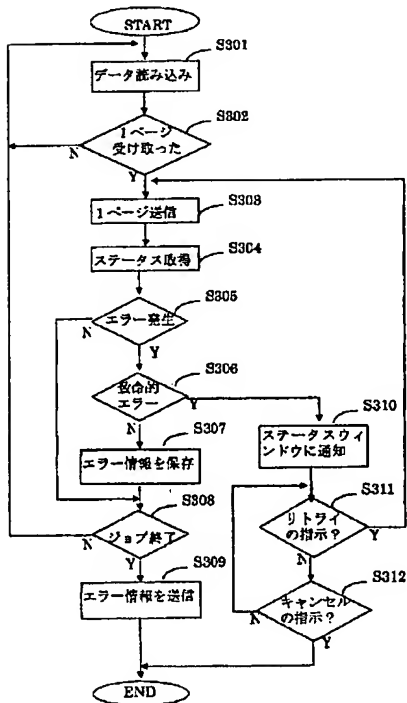 START
S301
データ読み込み
S302
1ページ
受け取った
N
Y
S303
1ページ送信
S304
ステータス取得
S305
エラー発生
N
Y
S306
致命的
エラー
Y
N
S307
エラー情報を保存
S310
ステータスウィ
ンドウに通知
S308
ジョブ終了
N
Y
S311
リトライ
の指示?
Y
N
S309
エラー情報を送信
S312
キャンセル
の指示?
N
Y
END